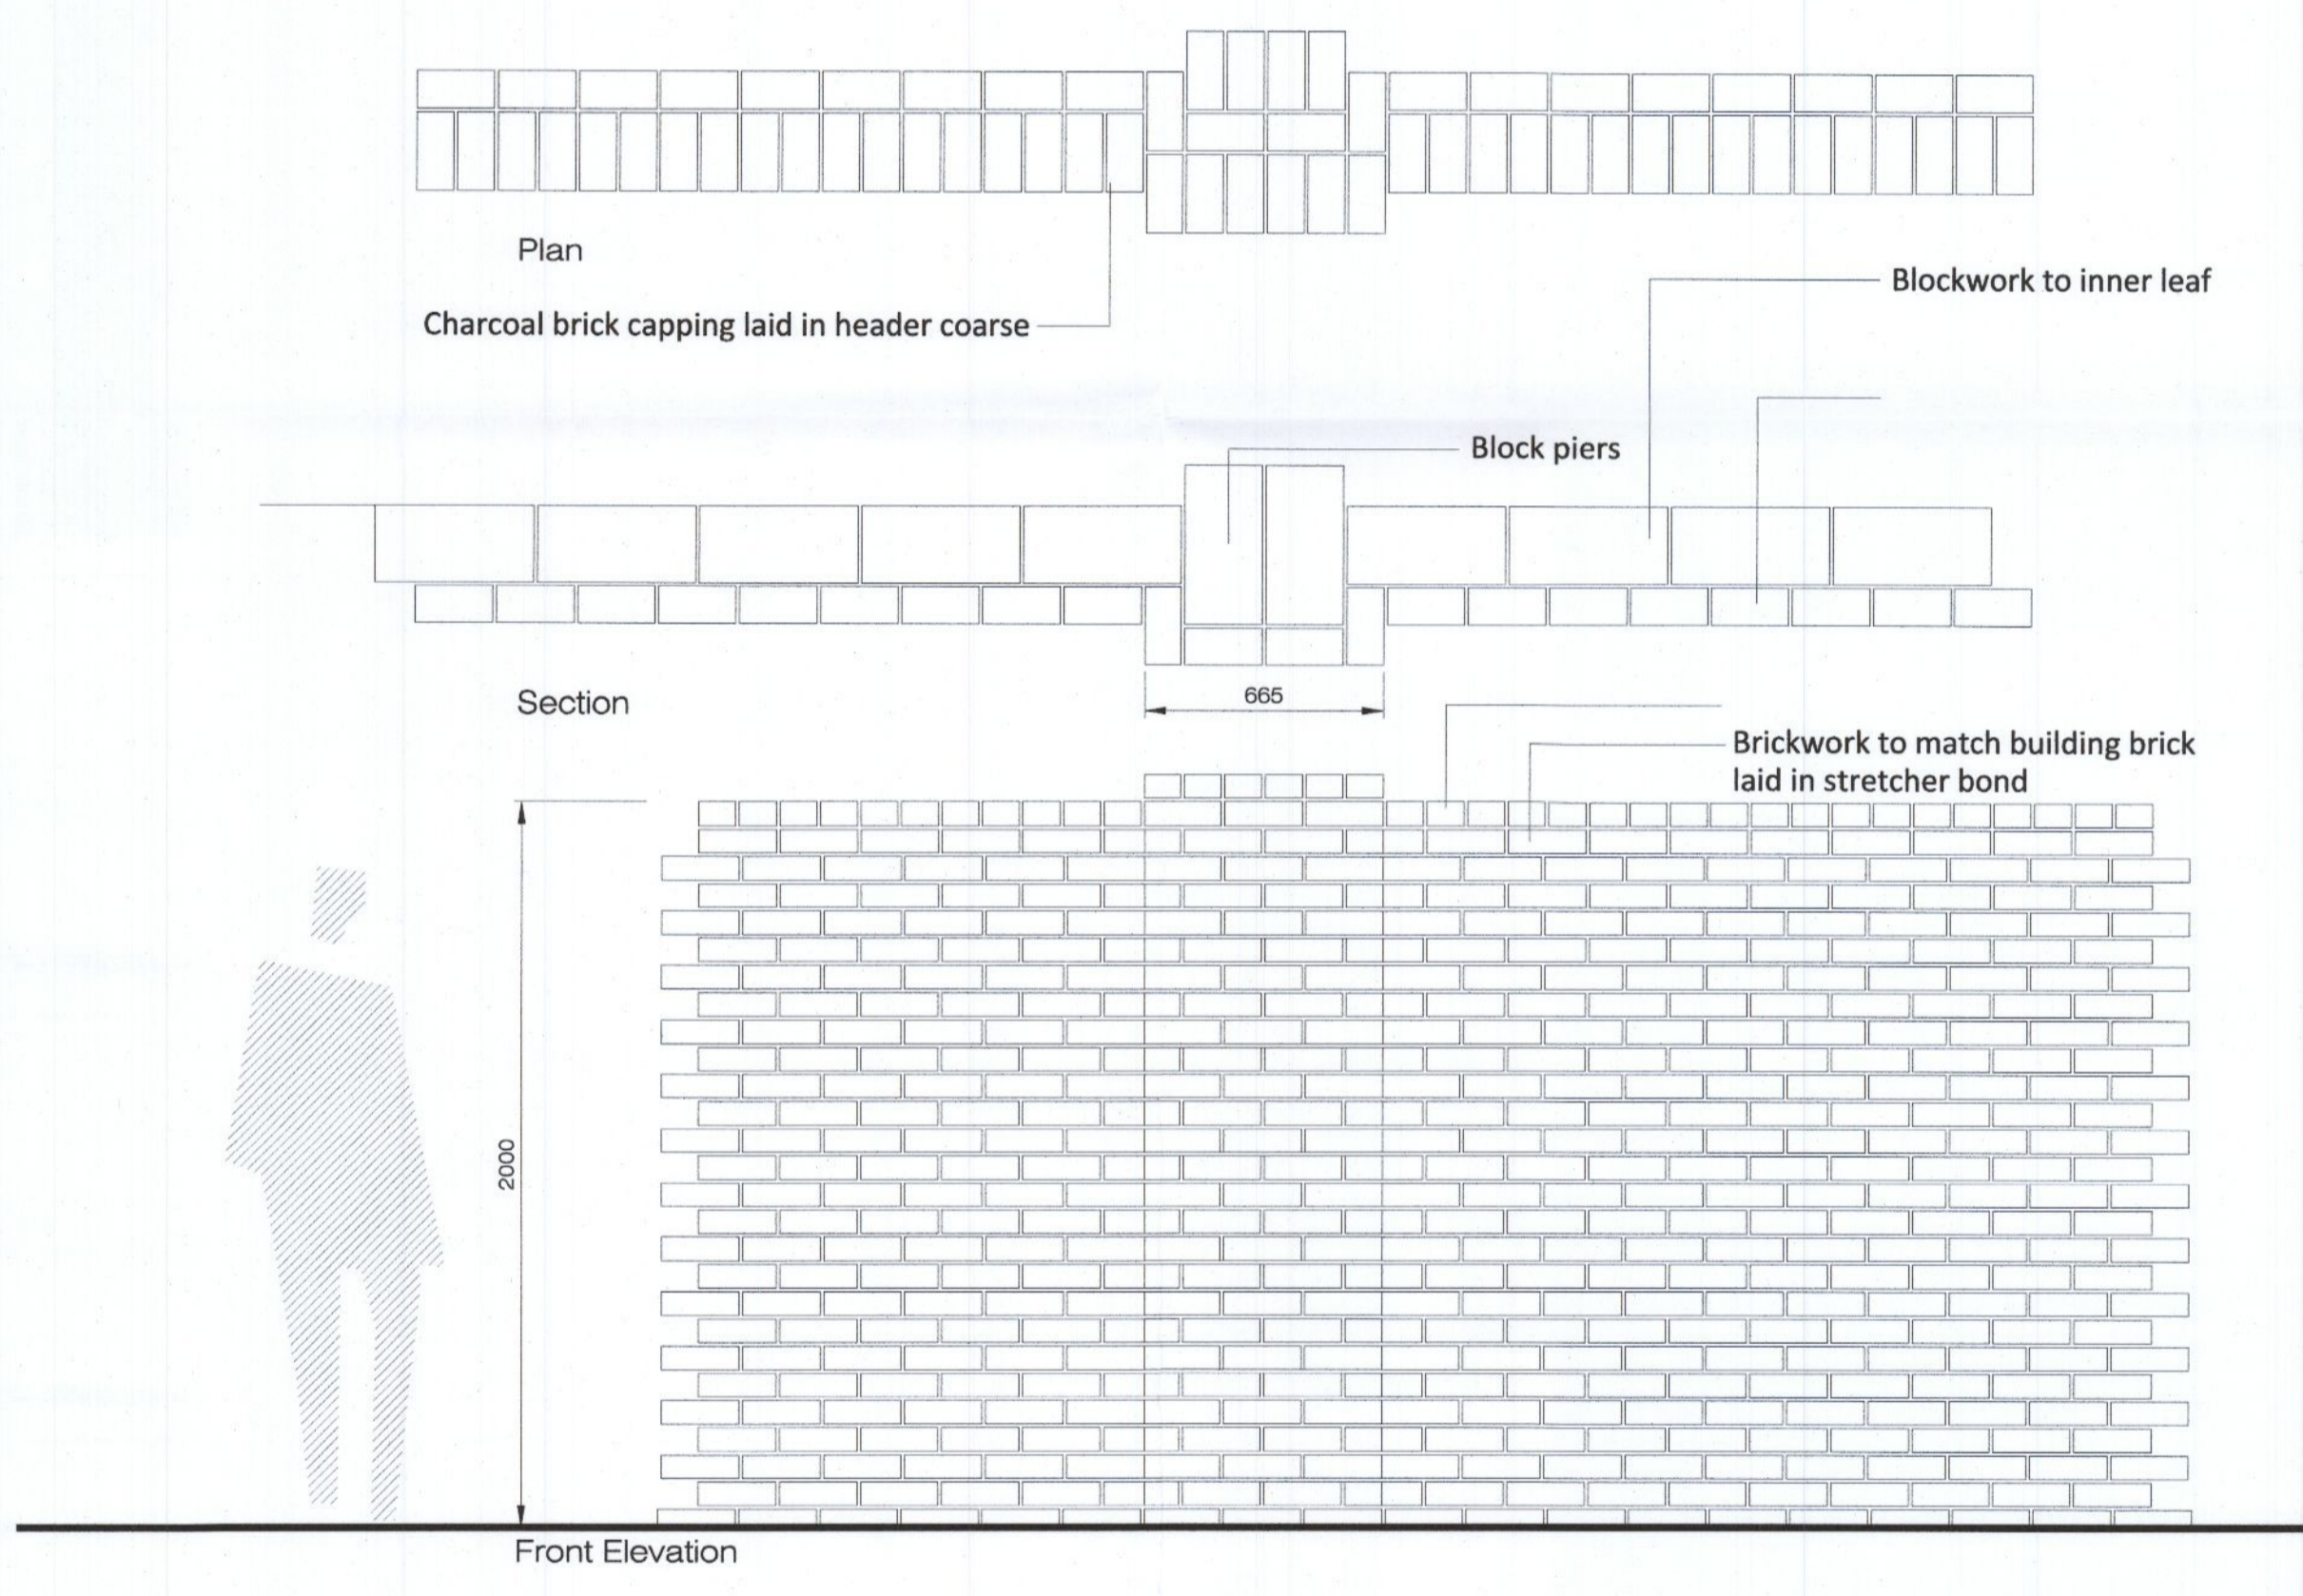 Plan
Charcoal brick capping laid in header coarse
Blockwork to inner leaf
Block piers
Section
665
Brickwork to match building brick
laid in stretcher bond
2000
Front Elevation